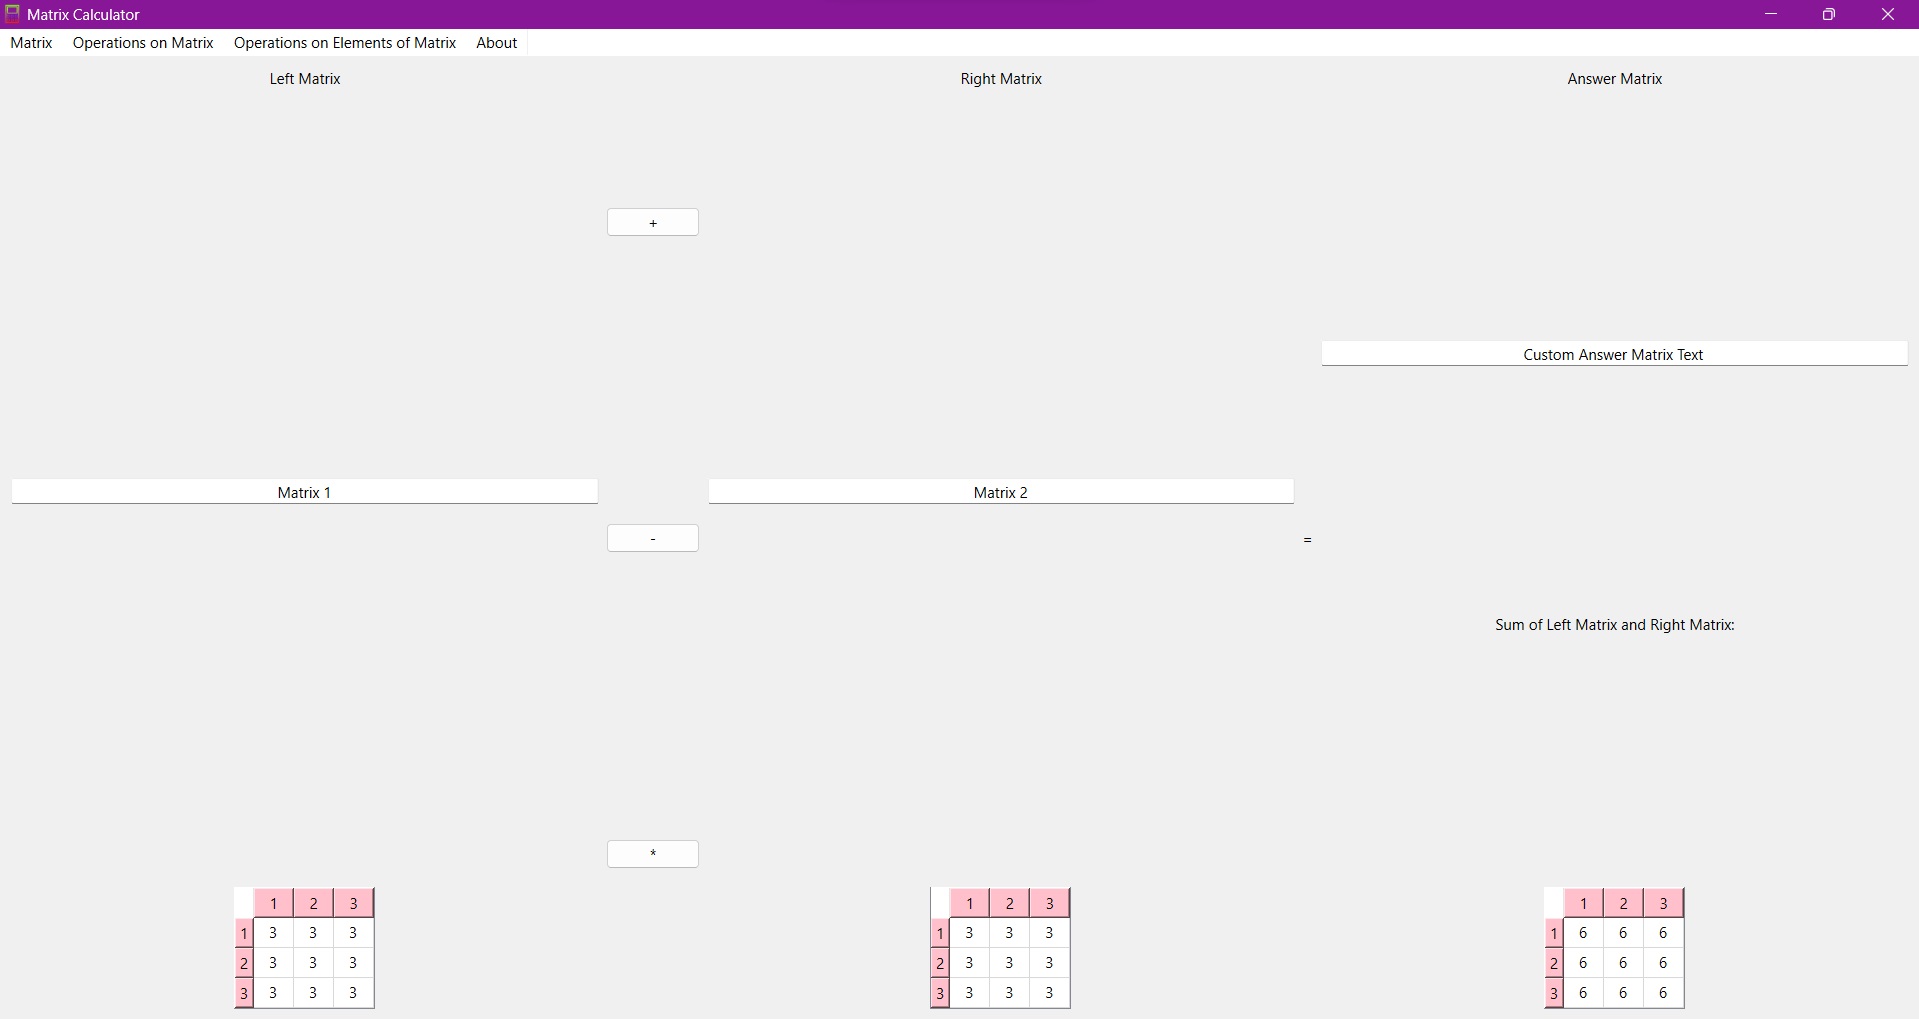 Matrix Calculator
Matrix Operations on Matrix Operations on Elements of Matrix About
Left Matrix Right Matrix Answer Matrix
+
Custom Answer Matrix Text
Matrix 1 Matrix 2
- =
Sum of Left Matrix and Right Matrix:
*
1 2 3 1 2 3 1 2 3
1 3 3 3 1 3 3 3 1 6 6 6
2 3 3 3 2 3 3 3 2 6 6 6
3 3 3 3 3 3 3 3 3 6 6 6